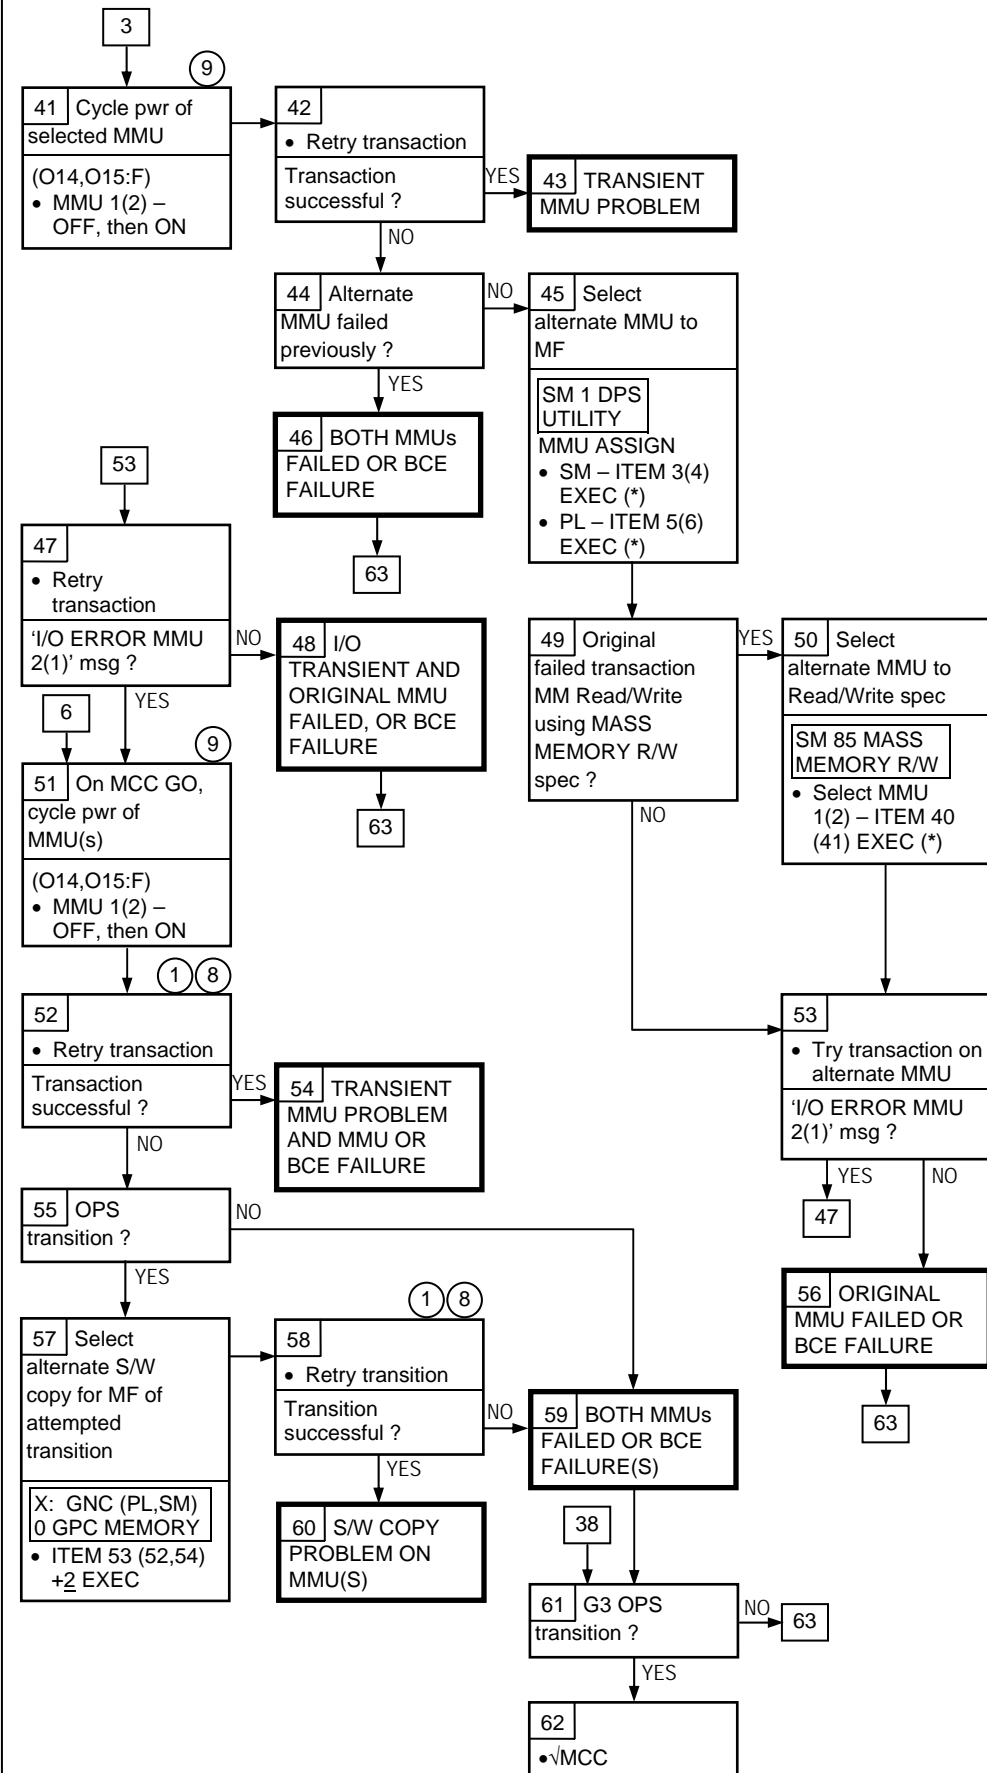 3
9
41 Cycle pwr of
selected MMU
(O14,O15:F)
• MMU 1(2) –
OFF, then ON
42
• Retry transaction
Transaction
successful ?
YES
NO
43 TRANSIENT
MMU PROBLEM
44 Alternate
MMU failed
previously ?
NO
YES
45 Select
alternate MMU to
MF
SM 1 DPS
UTILITY
MMU ASSIGN
• SM – ITEM 3(4)
EXEC (*)
• PL – ITEM 5(6)
EXEC (*)
46 BOTH MMUs
FAILED OR BCE
FAILURE
63
53
47
• Retry
transaction
‘I/O ERROR MMU
2(1)’ msg ?
NO
YES
48 I/O
TRANSIENT AND
ORIGINAL MMU
FAILED, OR BCE
FAILURE
63
49 Original
failed transaction
MM Read/Write
using MASS
MEMORY R/W
spec ?
YES
NO
50 Select
alternate MMU to
Read/Write spec
SM 85 MASS
MEMORY R/W
• Select MMU
1(2) – ITEM 40
(41) EXEC (*)
6
9
51 On MCC GO,
cycle pwr of
MMU(s)
(O14,O15:F)
• MMU 1(2) –
OFF, then ON
1 8
52
• Retry transaction
Transaction
successful ?
YES
NO
53
• Try transaction on
alternate MMU
‘I/O ERROR MMU
2(1)’ msg ?
YES
NO
47
54 TRANSIENT
MMU PROBLEM
AND MMU OR
BCE FAILURE
55 OPS
transition ?
NO
YES
56 ORIGINAL
MMU FAILED OR
BCE FAILURE
63
57 Select
alternate S/W
copy for MF of
attempted
transition
X: GNC (PL,SM)
0 GPC MEMORY
• ITEM 53 (52,54)
+2 EXEC
1 8
58
• Retry transition
Transition
successful ?
NO
YES
59 BOTH MMUs
FAILED OR BCE
FAILURE(S)
60 S/W COPY
PROBLEM ON
MMU(S)
38
61 G3 OPS
transition ?
NO
63
YES
62
•√MCC